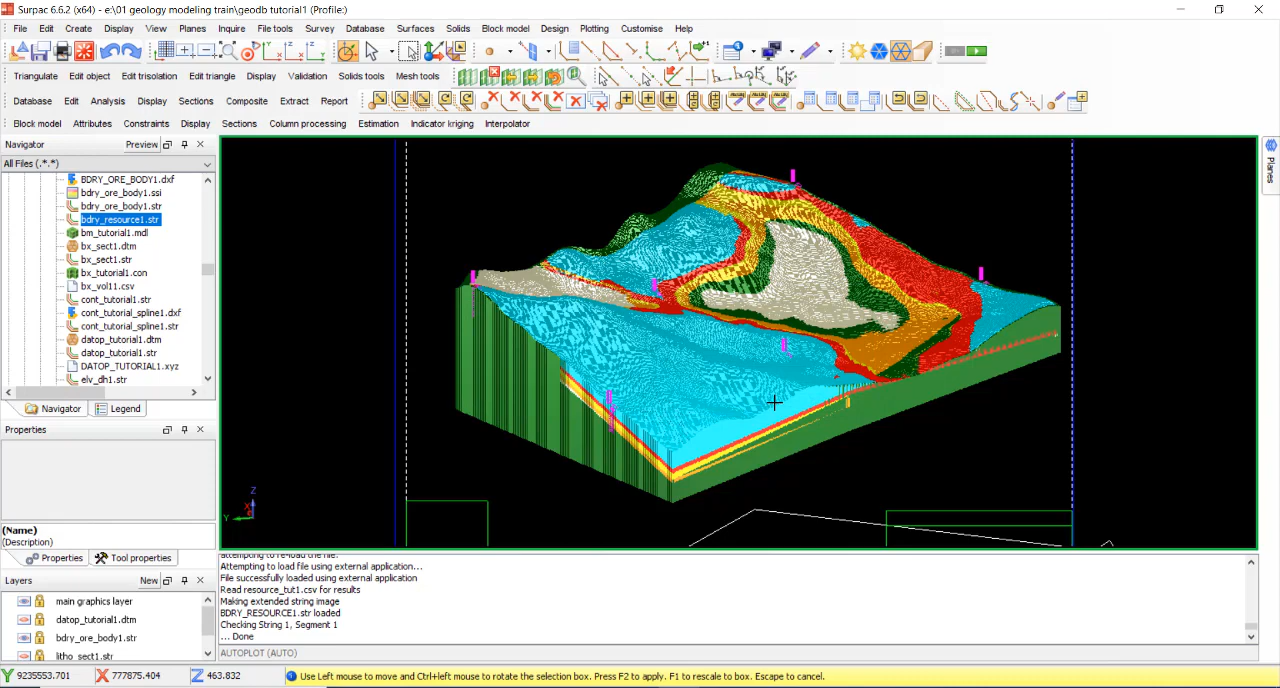 Surpac 6.6.2 (x64) - e:\01 geology modeling train\geodb tutorial1 (Profile:)
File Edit Create Display View Planes Inquire File tools Survey Database Surfaces Solids Block model Design Plotting Customise Help
Triangulate Edit object Edit trisolation Edit triangle Display Validation Solids tools Mesh tools
Database Edit Analysis Display Sections Composite Extract Report
Block model Attributes Constraints Display Sections Column processing Estimation Indicator kriging Interpolator
Navigator Preview
All Files (*.*)
BDRY_ORE_BODY1.dxf
bdry_ore_body1.ssi
bdry_ore_body1.str
bdry_resource1.str
bm_tutorial1.mdl
bx_sect1.dtm
bx_sect1.str
bx_tutorial1.con
bx_vol11.csv
cont_tutorial1.str
cont_tutorial_spline1.dxf
cont_tutorial_spline1.str
datop_tutorial1.dtm
datop_tutorial1.str
DATOP_TUTORIAL1.xyz
elv_dh1.str
Navigator Legend
Properties
(Name)
(Description)
Properties Tool properties
Layers New
main graphics layer
datop_tutorial1.dtm
bdry_ore_body1.str
litho_sect1.str
Planes
Z
X
Y
attempting to re-load the file.
Attempting to load file using external application...
File successfully loaded using external application
Read resource_tut1.csv for results
Making extended string image
BDRY_RESOURCE1.str loaded
Checking String 1, Segment 1
... Done
AUTOPLOT (AUTO)
Y 9235553.701 X 777875.404 Z 463.832 Use Left mouse to move and Ctrl+left mouse to rotate the selection box. Press F2 to apply. F1 to rescale to box. Escape to cancel.